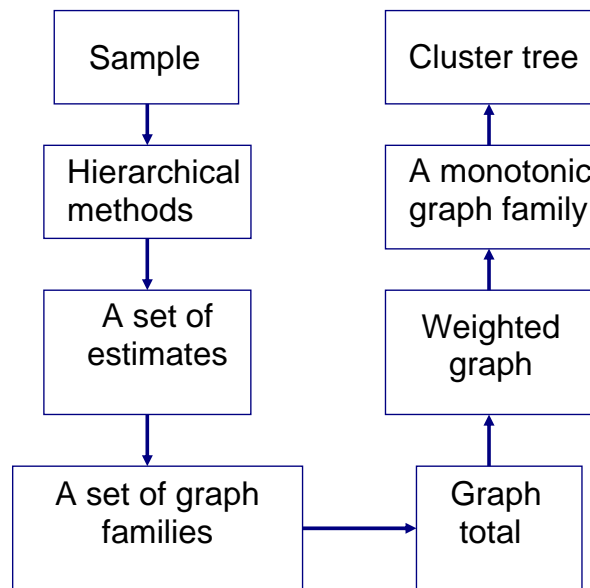 Sample
Hierarchical
methods
A set of
estimates
A set of graph
families
Graph
total
Weighted
graph
A monotonic
graph family
Cluster tree